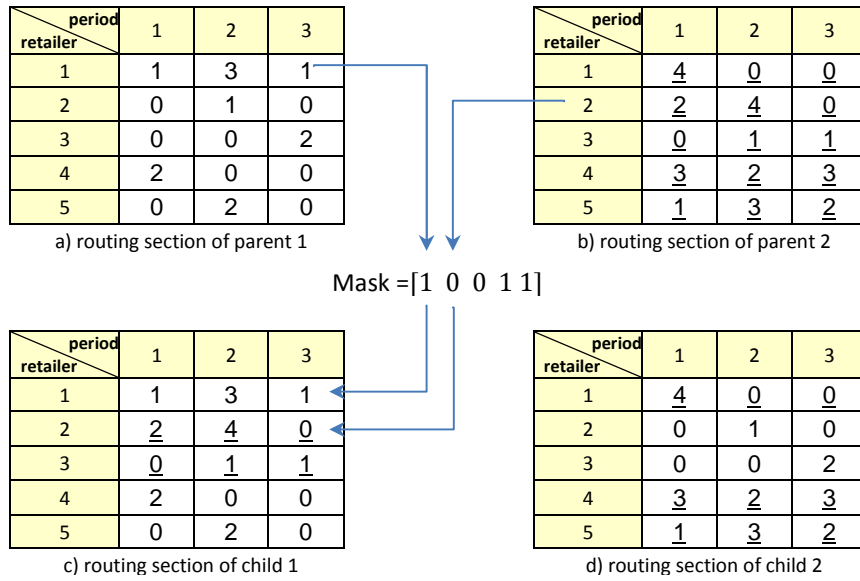 period
retailer 1 2 3
1 1 3 1
2 0 1 0
3 0 0 2
4 2 0 0
5 0 2 0
a) routing section of parent 1
period
retailer 1 2 3
1 4 0 0
2 2 4 0
3 0 1 1
4 3 2 3
5 1 3 2
b) routing section of parent 2
Mask =[1 0 0 1 1]
period
retailer 1 2 3
1 1 3 1
2 2 4 0
3 0 1 1
4 2 0 0
5 0 2 0
c) routing section of child 1
period
retailer 1 2 3
1 4 0 0
2 0 1 0
3 0 0 2
4 3 2 3
5 1 3 2
d) routing section of child 2